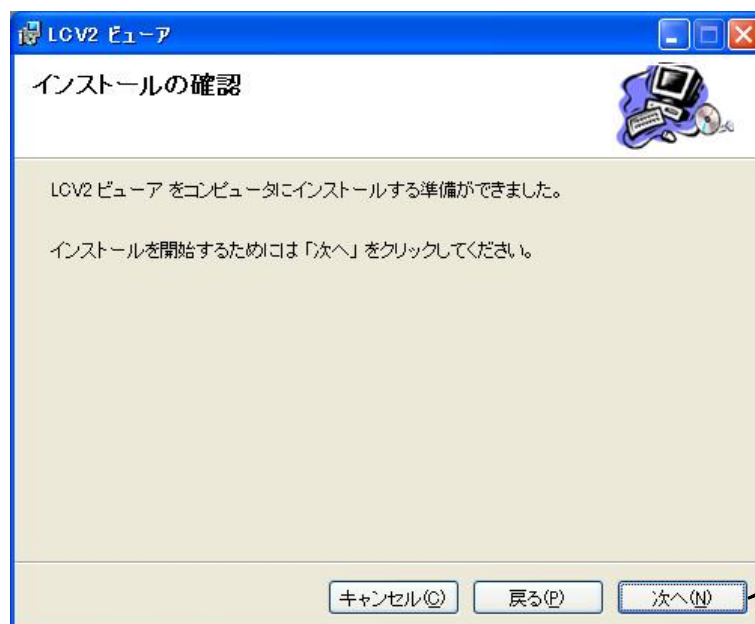 LCV2 ビューア
インストールの確認
LCV2 ビューア をコンピュータにインストールする準備ができました。
インストールを開始するためには「次へ」をクリックしてください。
キャンセル(C)
戻る(P)
次へ(N)